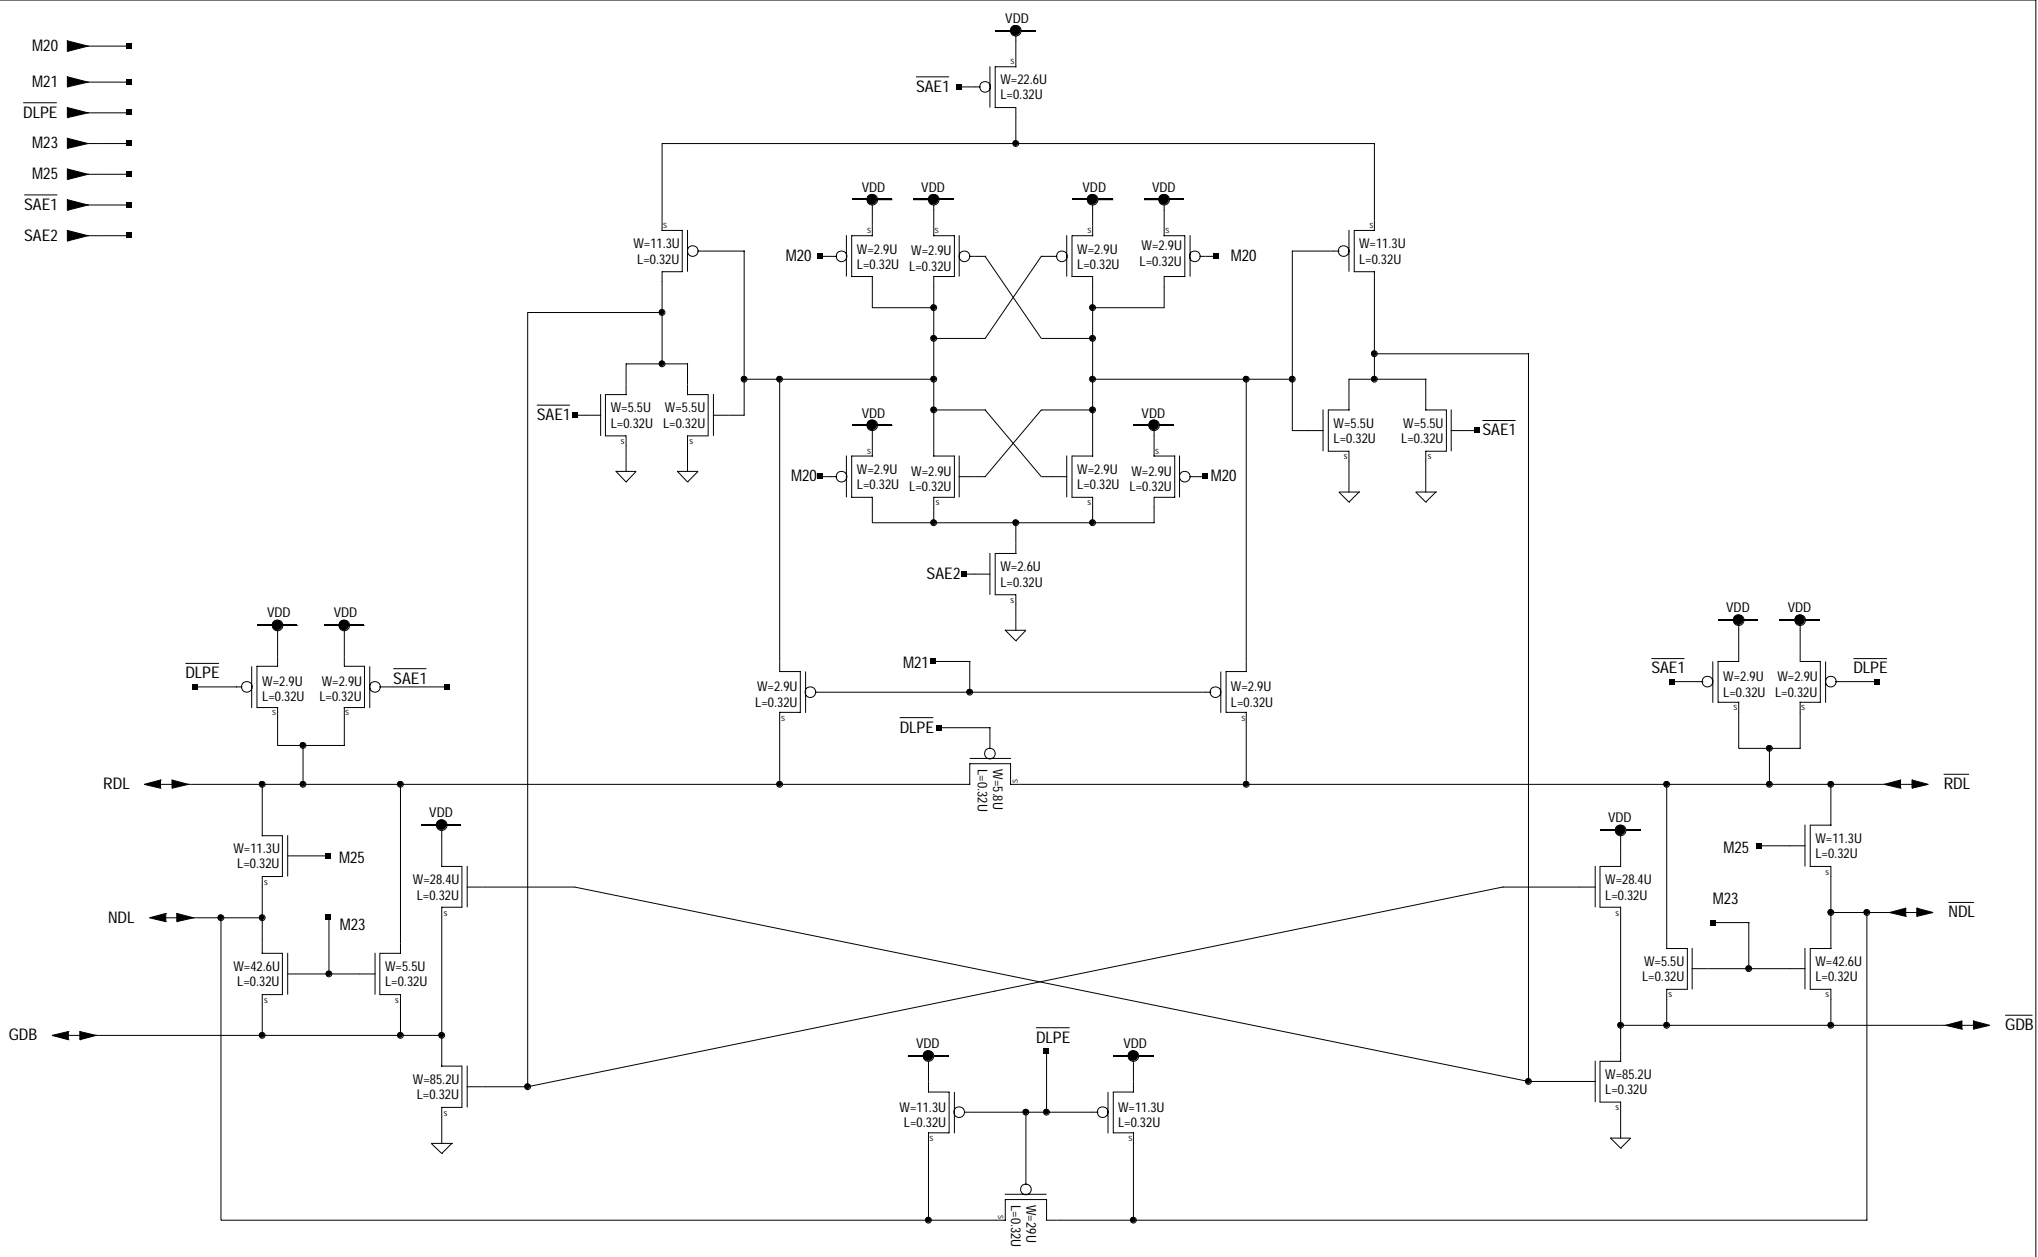 VDD
M20
M21
DLPE
M23
M25
SAE1
SAE2
SAE1
W=22.6U
L=0.32U
s
VDD
VDD
VDD
VDD
s
s
s
s
s
s
W=11.3U
L=0.32U
M20
W=2.9U
L=0.32U
W=2.9U
L=0.32U
W=2.9U
L=0.32U
W=2.9U
L=0.32U
M20
W=11.3U
L=0.32U
SAE1
W=5.5U
L=0.32U
W=5.5U
L=0.32U
s
s
VDD
VDD
W=5.5U
L=0.32U
W=5.5U
L=0.32U
SAE1
s
s
M20
s
W=2.9U
L=0.32U
W=2.9U
L=0.32U
s
W=2.9U
L=0.32U
s
s
W=2.9U
L=0.32U
M20
SAE2
W=2.6U
L=0.32U
s
VDD
VDD
DLPE
W=2.9U
L=0.32U
W=2.9U
L=0.32U
SAE1
s
s
M21
W=2.9U
L=0.32U
s
W=2.9U
L=0.32U
s
DLPE
W=5.8U
L=0.32U
s
VDD
VDD
SAE1
W=2.9U
L=0.32U
W=2.9U
L=0.32U
DLPE
s
s
RDL
RDL
VDD
W=11.3U
L=0.32U
s
M25
W=28.4U
L=0.32U
s
VDD
W=28.4U
L=0.32U
s
M25
W=11.3U
L=0.32U
s
NDL
M23
M23
NDL
W=42.6U
L=0.32U
s
W=5.5U
L=0.32U
s
W=5.5U
L=0.32U
s
W=42.6U
L=0.32U
s
GDB
GDB
W=85.2U
L=0.32U
s
VDD
DLPE
VDD
W=11.3U
L=0.32U
s
W=11.3U
L=0.32U
s
W=85.2U
L=0.32U
s
W=29U
L=0.32U
s